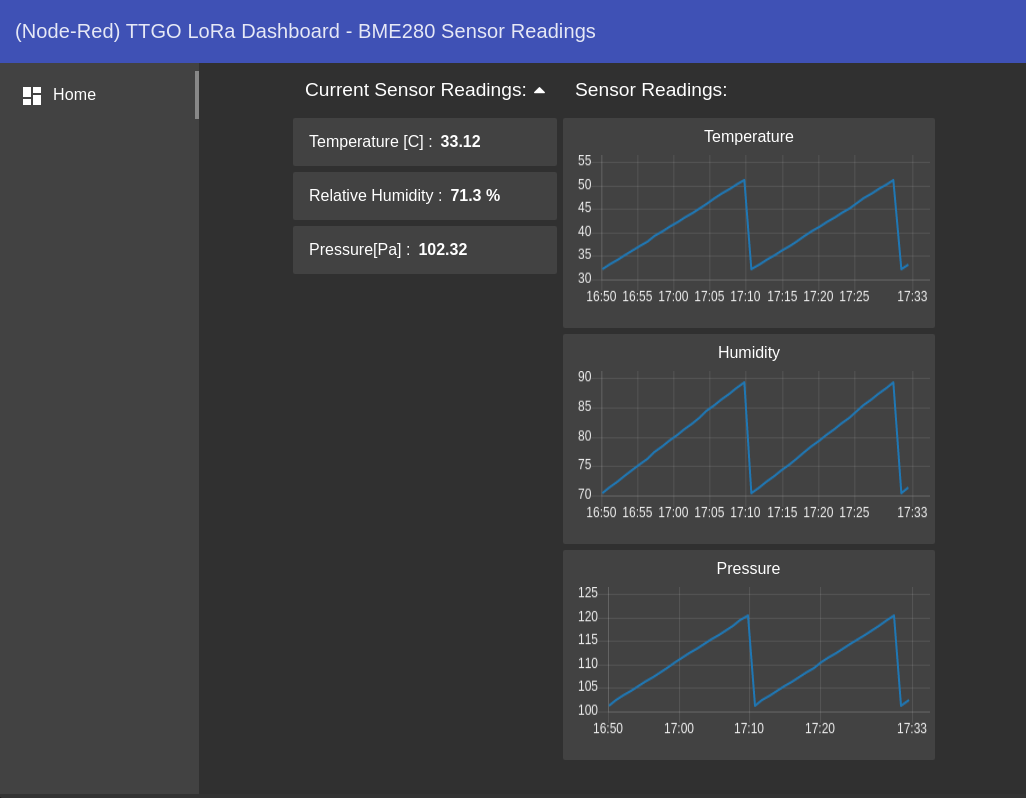 (Node-Red) TTGO LoRa Dashboard - BME280 Sensor Readings
Home
Current Sensor Readings:
Temperature [C] : 33.12
Relative Humidity : 71.3 %
Pressure[Pa] : 102.32
Sensor Readings:
Temperature
55
50
45
40
35
30
16:50 16:55 17:00 17:05 17:10 17:15 17:20 17:25 17:33
Humidity
90
85
80
75
70
16:50 16:55 17:00 17:05 17:10 17:15 17:20 17:25 17:33
Pressure
125
120
115
110
105
100
16:50 17:00 17:10 17:20 17:33